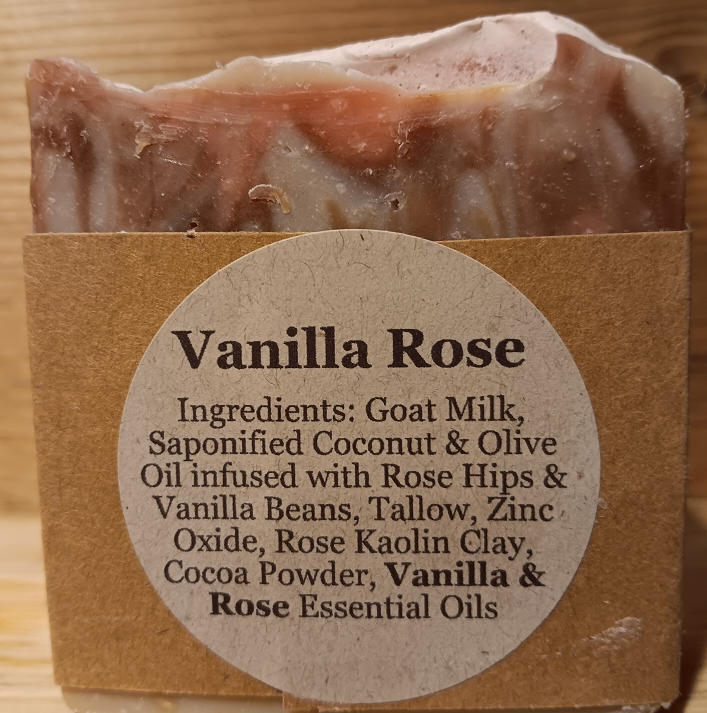 Vanilla Rose
Ingredients: Goat Milk,
Saponified Coconut & Olive
Oil infused with Rose Hips &
Vanilla Beans, Tallow, Zinc
Oxide, Rose Kaolin Clay,
Cocoa Powder, Vanilla &
Rose Essential Oils